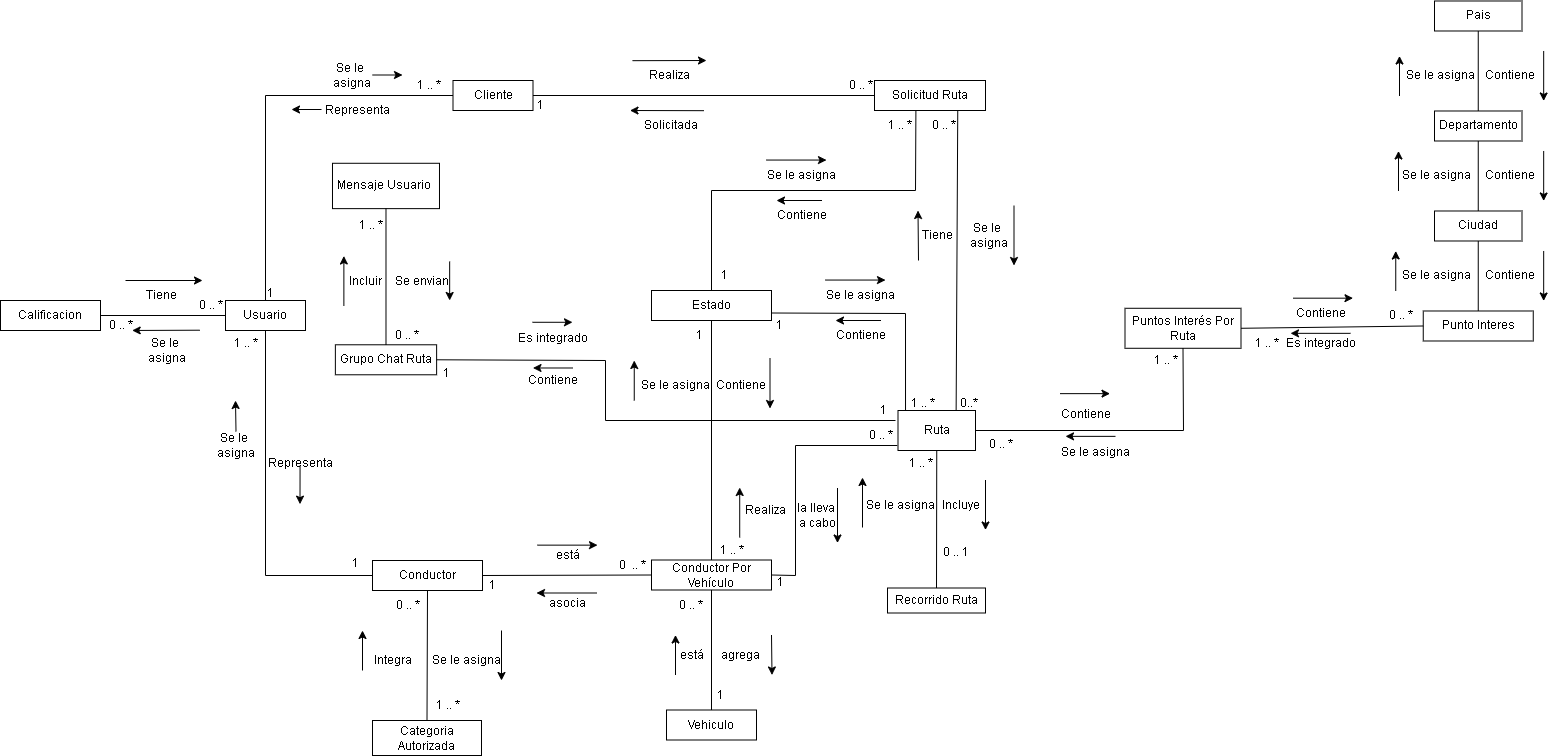 Pais
Se le asigna
Contiene
Se le
asigna
Realiza
1 .. *
Cliente
0 .. *
Solicitud Ruta
Representa
1
Solicitada
1 .. *
0 .. *
Departamento
Mensaje Usuario
Se le asigna
Contiene
Se le asigna
Contiene
1 .. *
Tiene
Se le
asigna
Ciudad
Incluir
Se envian
1
Se le asigna
Contiene
Tiene
0 .. *
1
Se le asigna
Calificacion
Usuario
Estado
0 .. *
Se le
asigna
1 .. *
0 .. *
Es integrado
1
1
Contiene
Puntos Interés Por
Ruta
Contiene
0 .. *
Punto Interes
1 .. *
Es integrado
Grupo Chat Ruta
1
Contiene
Se le asigna
Contiene
1 .. *
1
1 .. *
0..*
Contiene
Se le
asigna
0 .. *
Ruta
0 .. *
Se le asigna
Representa
1 .. *
Realiza
la lleva
a cabo
Se le asigna
Incluye
1
está
0 .. *
1 .. *
0 .. 1
Conductor
1
Conductor Por
Vehículo
1
asocia
Recorrido Ruta
0 .. *
0 .. *
Integra
Se le asigna
está
agrega
1 .. *
1
Categoria
Autorizada
Vehiculo